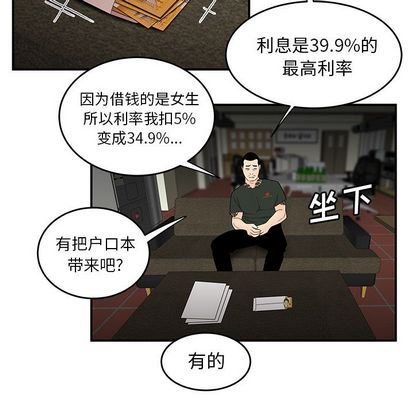 利息是39.9%的
最高利率
因为借钱的是女生
所以利率我扣5%
变成34.9%...
坐下
有把户口本
带来吧?
有的